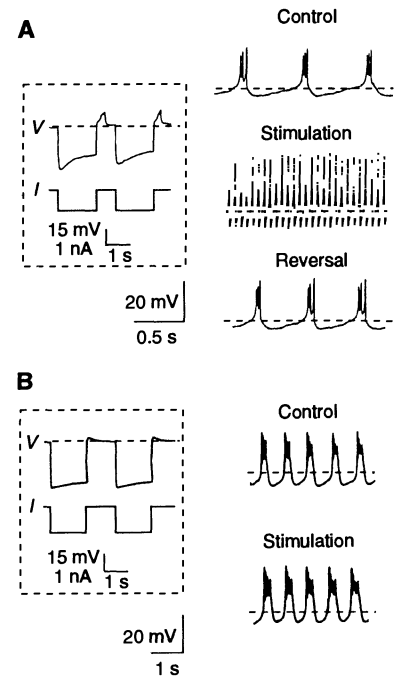 A
Control
V
I
15 mV
1 nA
1 s
Stimulation
20 mV
0.5 s
Reversal
B
V
I
15 mV
1 nA
1 s
Control
Stimulation
20 mV
1 s